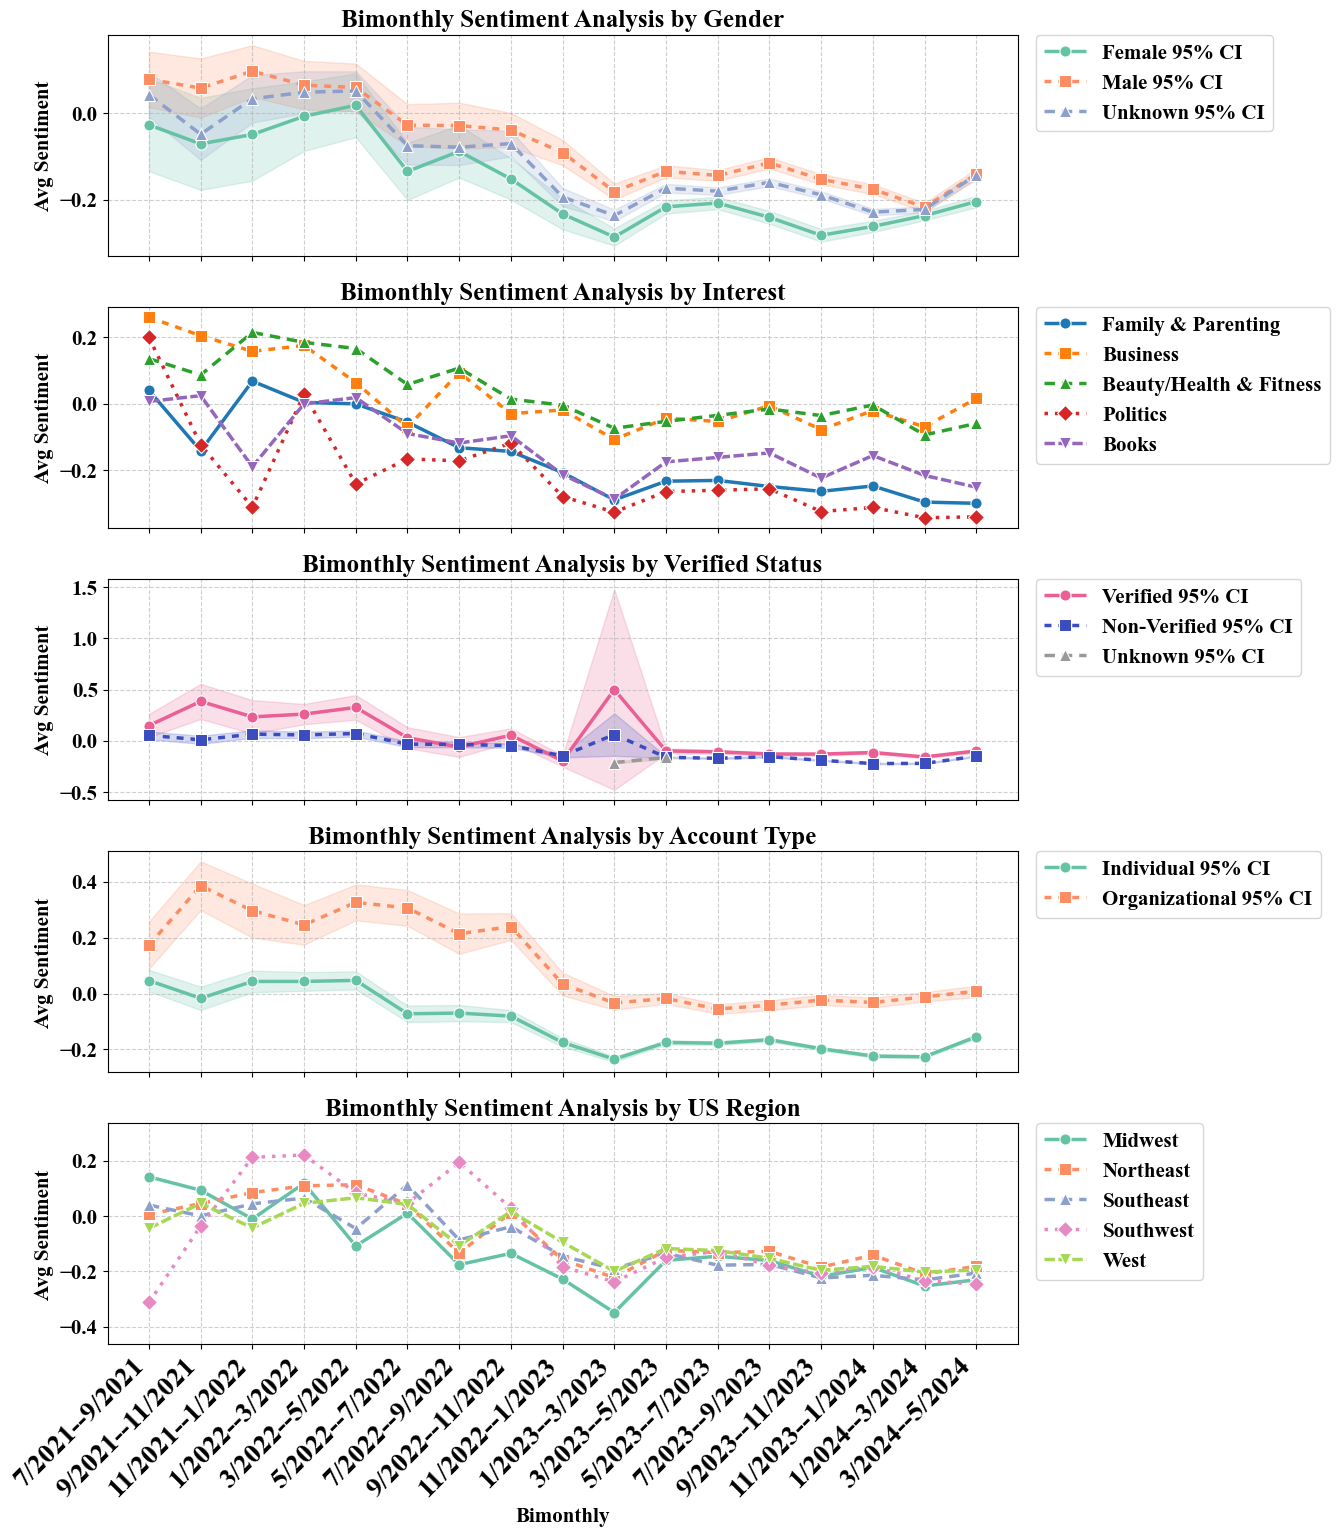 Bimonthly Sentiment Analysis by Gender
Avg Sentiment
0.0
−0.2
Female 95% CI
Male 95% CI
Unknown 95% CI
Bimonthly Sentiment Analysis by Interest
Avg Sentiment
0.2
0.0
−0.2
Family & Parenting
Business
Beauty/Health & Fitness
Politics
Books
Bimonthly Sentiment Analysis by Verified Status
Avg Sentiment
1.5
1.0
0.5
0.0
−0.5
Verified 95% CI
Non-Verified 95% CI
Unknown 95% CI
Bimonthly Sentiment Analysis by Account Type
Avg Sentiment
0.4
0.2
0.0
−0.2
Individual 95% CI
Organizational 95% CI
Bimonthly Sentiment Analysis by US Region
Avg Sentiment
0.2
0.0
−0.2
−0.4
Midwest
Northeast
Southeast
Southwest
West
7/2021--9/2021
9/2021--11/2021
11/2021--1/2022
1/2022--3/2022
3/2022--5/2022
5/2022--7/2022
7/2022--9/2022
9/2022--11/2022
11/2022--1/2023
1/2023--3/2023
3/2023--5/2023
5/2023--7/2023
7/2023--9/2023
9/2023--11/2023
11/2023--1/2024
1/2024--3/2024
3/2024--5/2024
Bimonthly